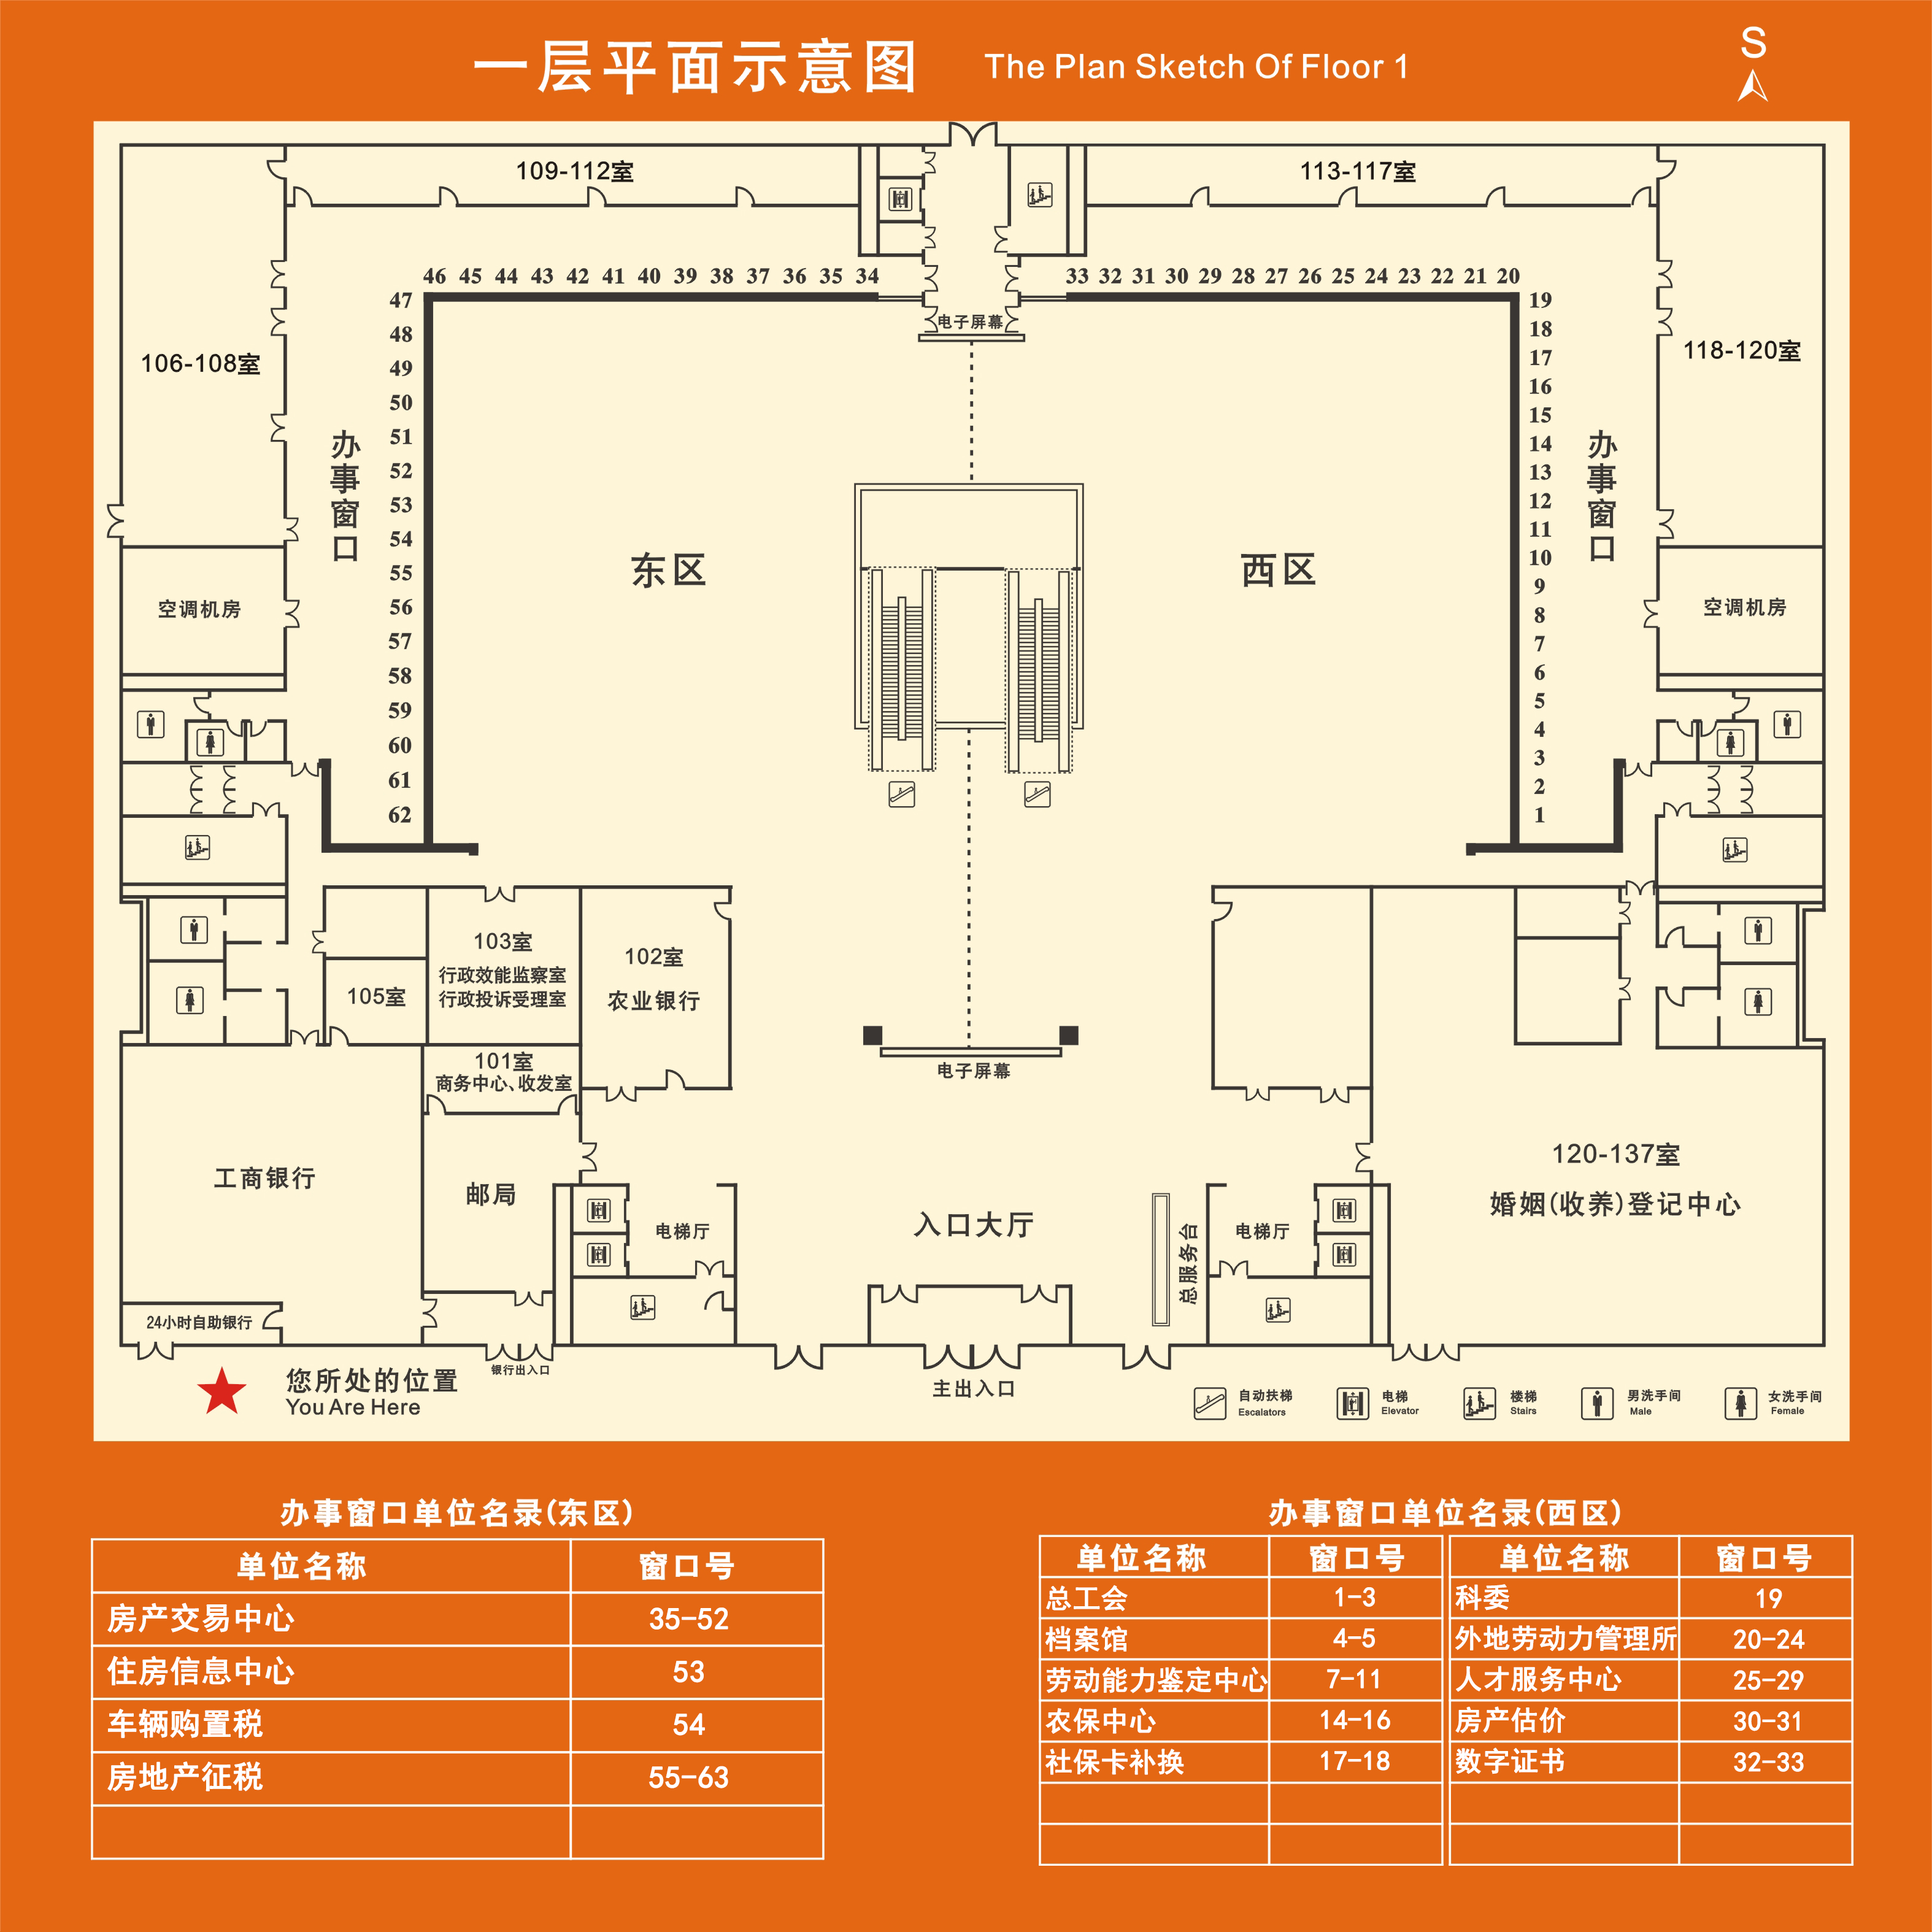 一层平面示意图 The Plan Sketch Of Floor 1
S
109-112室
113-117室
46 45 44 43 42 41 40 39 38 37 36 35 34
33 32 31 30 29 28 27 26 25 24 23 22 21 20
47
48
49
50
51
52
53
54
55
56
57
58
59
60
61
62
19
18
17
16
15
14
13
12
11
10
9
8
7
6
5
4
3
2
1
电子屏幕
106-108室
118-120室
办事窗口
办事窗口
东区
西区
空调机房
空调机房
103室
行政效能监察室
行政投诉受理室
102室
农业银行
105室
101室
商务中心、收发室
电子屏幕
工商银行
邮局
电梯厅
入口大厅
总服务台
电梯厅
120-137室
婚姻(收养)登记中心
24小时自助银行
银行出入口
主出入口
您所处的位置
You Are Here
自动扶梯
Escalators
电梯
Elevator
楼梯
Stairs
男洗手间
Male
女洗手间
Female
办事窗口单位名录(东区)
单位名称 窗口号
房产交易中心 35-52
住房信息中心 53
车辆购置税 54
房地产征税 55-63
办事窗口单位名录(西区)
单位名称 窗口号 单位名称 窗口号
总工会 1-3 科委 19
档案馆 4-5 外地劳动力管理所 20-24
劳动能力鉴定中心 7-11 人才服务中心 25-29
农保中心 14-16 房产估价 30-31
社保卡补换 17-18 数字证书 32-33